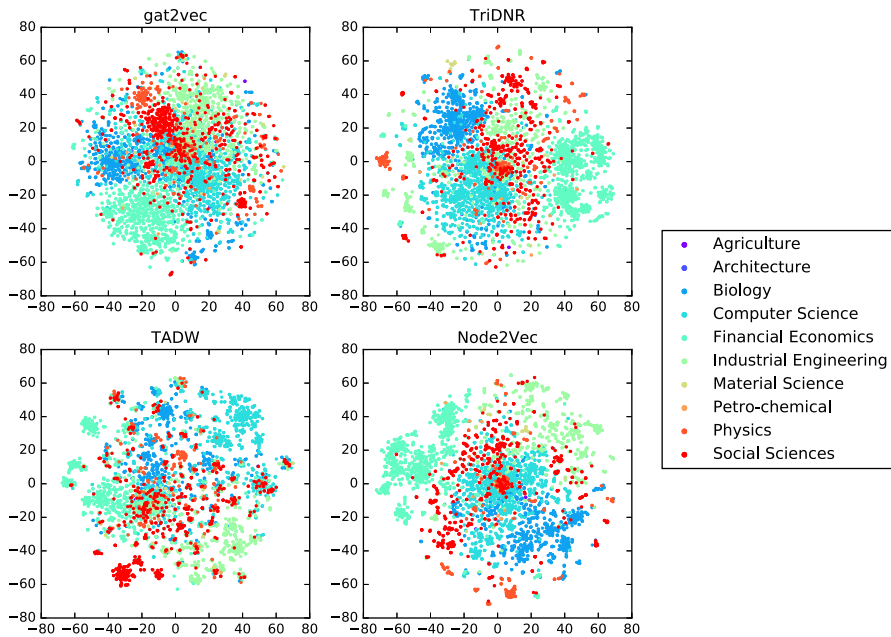 gat2vec
TriDNR
80
60
40
20
0
−20
−40
−60
−80
−80 −60 −40 −20 0 20 40 60 80
80
60
40
20
0
−20
−40
−60
−80
−80 −60 −40 −20 0 20 40 60 80
TADW
Node2Vec
80
60
40
20
0
−20
−40
−60
−80
−80 −60 −40 −20 0 20 40 60 80
80
60
40
20
0
−20
−40
−60
−80
−80 −60 −40 −20 0 20 40 60 80
Agriculture
Architecture
Biology
Computer Science
Financial Economics
Industrial Engineering
Material Science
Petro-chemical
Physics
Social Sciences